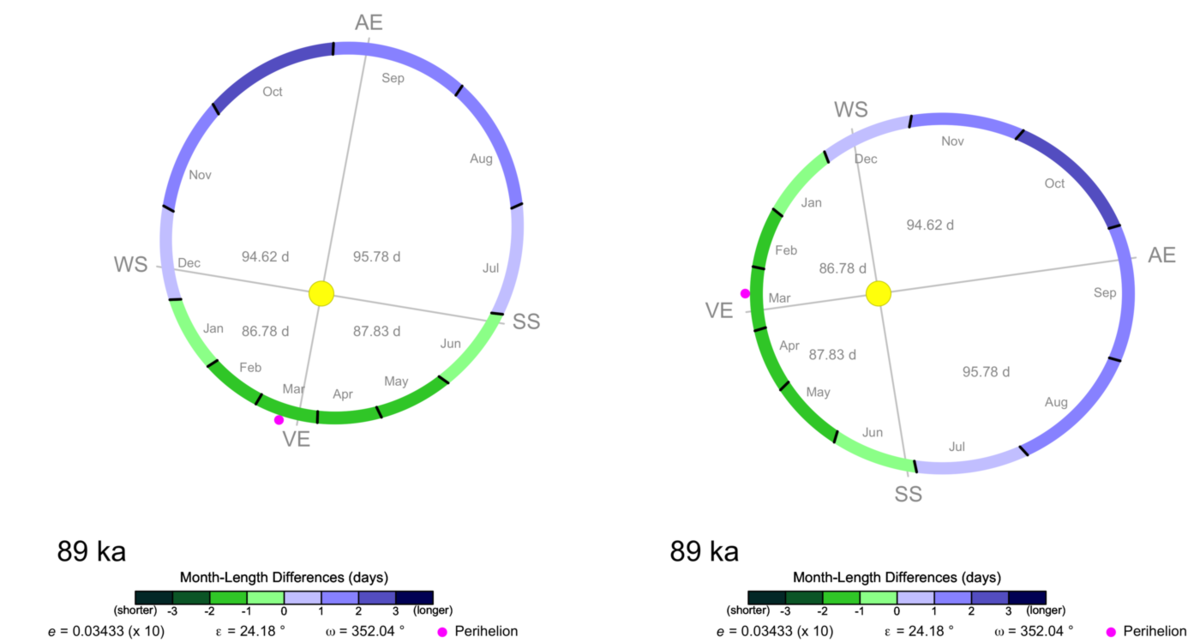 AE
Sep
Oct
Aug
Nov
94.62 d 95.78 d
WS Dec
Jul
SS
Jan 86.78 d 87.83 d
Jun
Feb
May
Mar Apr
VE
89 ka
Month-Length Differences (days)
(shorter) -3 -2 -1 0 1 2 3 (longer)
e = 0.03433 (x 10) ε = 24.18 ° ω = 352.04 ° Perihelion
WS
Nov
Dec
Oct
Jan
94.62 d
Feb
AE
86.78 d
Sep
Mar
VE
Apr
87.83 d
95.78 d
May
Aug
Jun
Jul
SS
89 ka
Month-Length Differences (days)
(shorter) -3 -2 -1 0 1 2 3 (longer)
e = 0.03433 (x 10) ε = 24.18 ° ω = 352.04 ° Perihelion